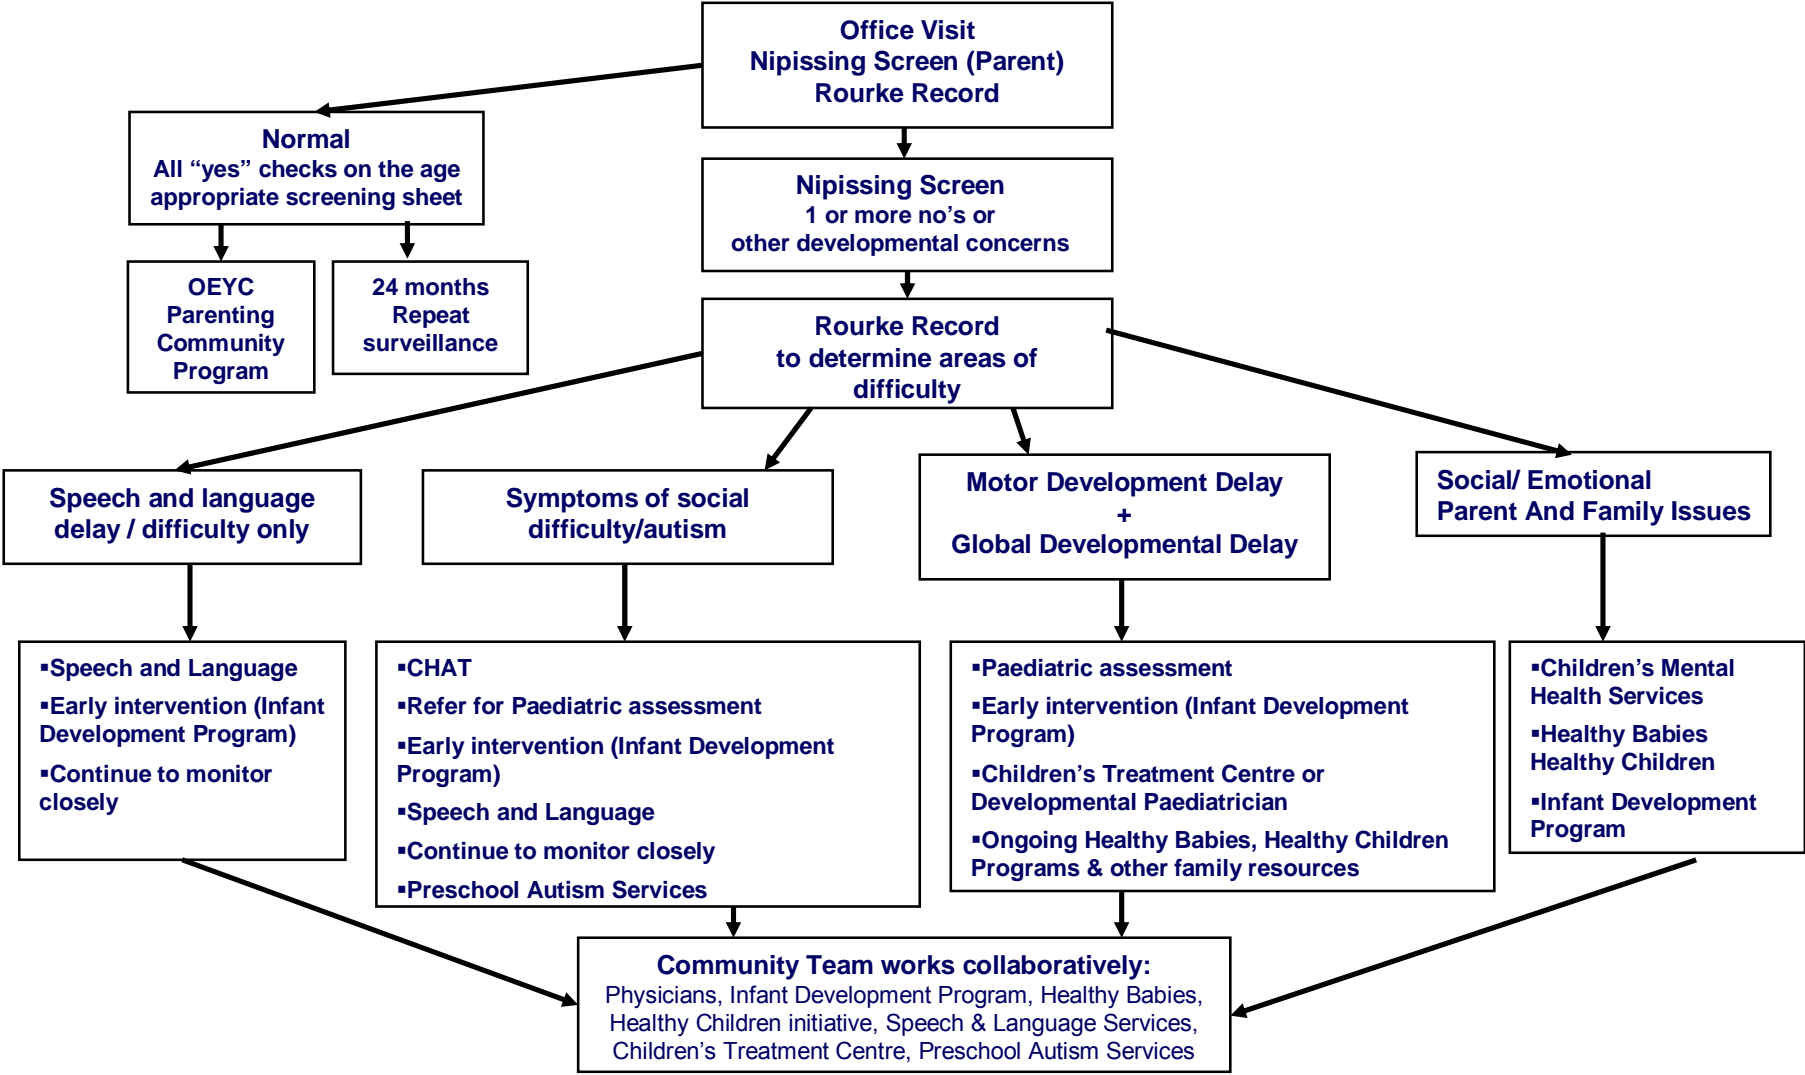 Office Visit
Nipissing Screen (Parent)
Rourke Record
Normal
All “yes” checks on the age
appropriate screening sheet
Nipissing Screen
1 or more no’s or
other developmental concerns
OEYC
Parenting
Community
Program
24 months
Repeat
surveillance
Rourke Record
to determine areas of
difficulty
Speech and language
delay / difficulty only
Symptoms of social
difficulty/autism
Motor Development Delay
+
Global Developmental Delay
Social/ Emotional
Parent And Family Issues
▪Speech and Language
▪Early intervention (Infant
Development Program)
▪Continue to monitor
closely
▪CHAT
▪Refer for Paediatric assessment
▪Early intervention (Infant Development
Program)
▪Speech and Language
▪Continue to monitor closely
▪Preschool Autism Services
▪Paediatric assessment
▪Early intervention (Infant Development
Program)
▪Children’s Treatment Centre or
Developmental Paediatrician
▪Ongoing Healthy Babies, Healthy Children
Programs & other family resources
▪Children’s Mental
Health Services
▪Healthy Babies
Healthy Children
▪Infant Development
Program
Community Team works collaboratively:
Physicians, Infant Development Program, Healthy Babies,
Healthy Children initiative, Speech & Language Services,
Children’s Treatment Centre, Preschool Autism Services